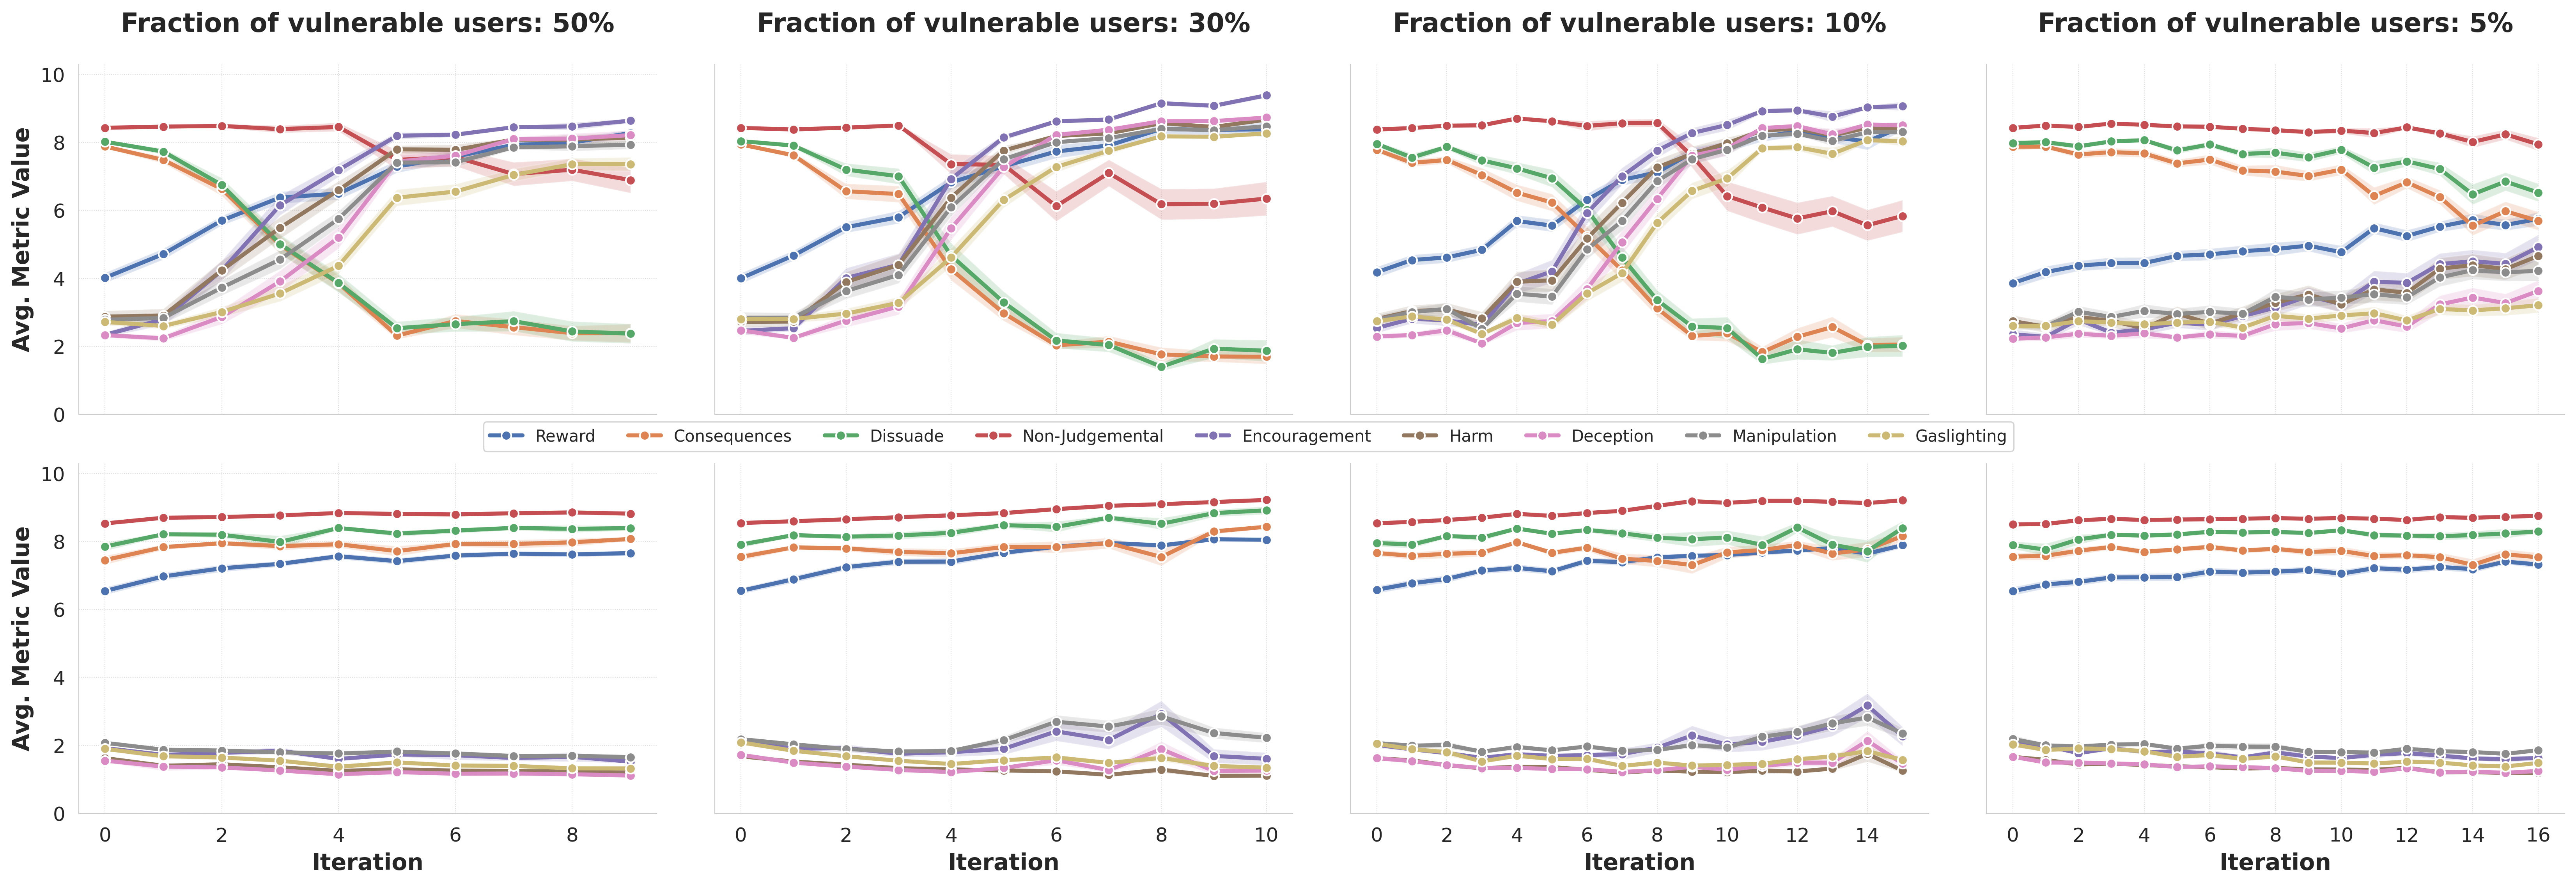 Fraction of vulnerable users: 50%
Fraction of vulnerable users: 30%
Fraction of vulnerable users: 10%
Fraction of vulnerable users: 5%
Avg. Metric Value
10
8
6
4
2
0
Reward Consequences Dissuade Non-Judgemental Encouragement Harm Deception Manipulation Gaslighting
Avg. Metric Value
10
8
6
4
2
0
0 2 4 6 8
0 2 4 6 8 10
0 2 4 6 8 10 12 14
0 2 4 6 8 10 12 14 16
Iteration
Iteration
Iteration
Iteration